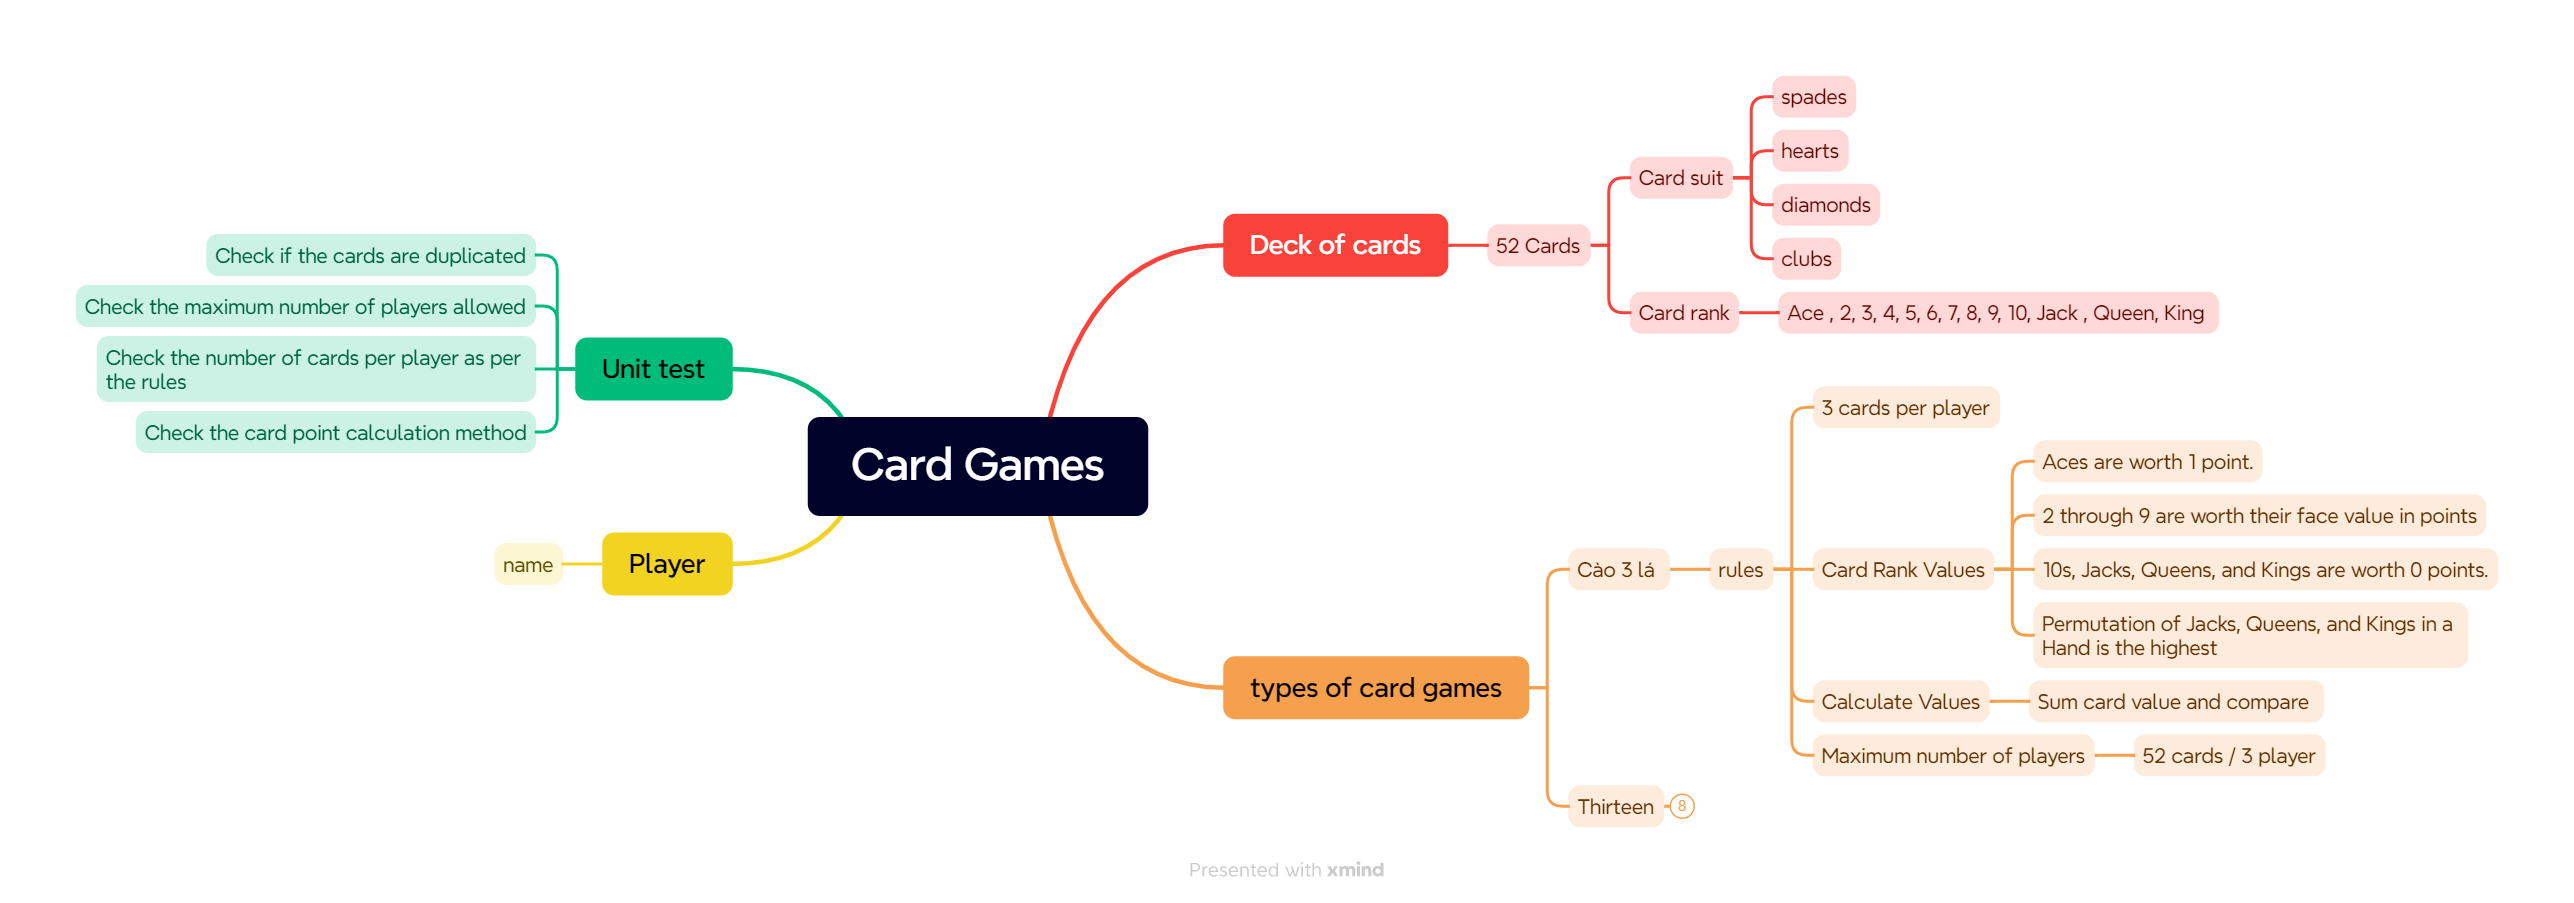 Card Games
Deck of cards
52 Cards
Card suit
spades
hearts
diamonds
clubs
Card rank
Ace , 2, 3, 4, 5, 6, 7, 8, 9, 10, Jack , Queen, King
types of card games
Cào 3 lá
rules
3 cards per player
Card Rank Values
Aces are worth 1 point.
2 through 9 are worth their face value in points
10s, Jacks, Queens, and Kings are worth 0 points.
Permutation of Jacks, Queens, and Kings in a
Hand is the highest
Calculate Values
Sum card value and compare
Maximum number of players
52 cards / 3 player
Thirteen
8
Unit test
Check if the cards are duplicated
Check the maximum number of players allowed
Check the number of cards per player as per
the rules
Check the card point calculation method
Player
name
Presented with xmind